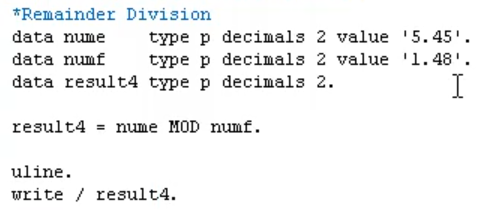 *Remainder Division
data nume    type p decimals 2 value '5.45'.
data numf    type p decimals 2 value '1.48'.
data result4 type p decimals 2.
result4 = nume MOD numf.
uline.
write / result4.